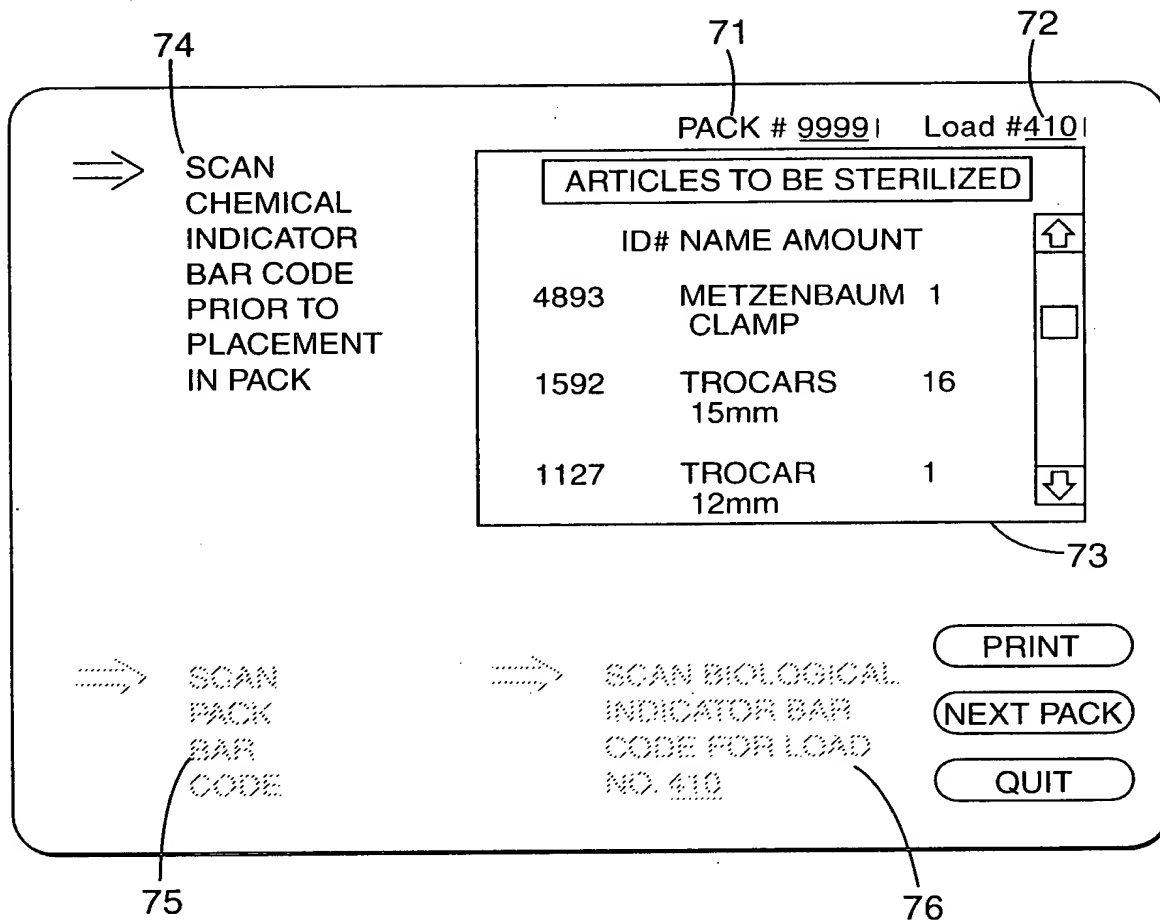 74
71
72
PACK # 9999 Load #410
SCAN
CHEMICAL
INDICATOR
BAR CODE
PRIOR TO
PLACEMENT
IN PACK
ARTICLES TO BE STERILIZED
ID# NAME AMOUNT
4893 METZENBAUM 1
CLAMP
1592 TROCARS 16
15mm
1127 TROCAR 1
12mm
73
SCAN
PACK
BAR
CODE
SCAN BIOLOGICAL
INDICATOR BAR
CODE FOR LOAD
NO. 410
PRINT
NEXT PACK
QUIT
75
76